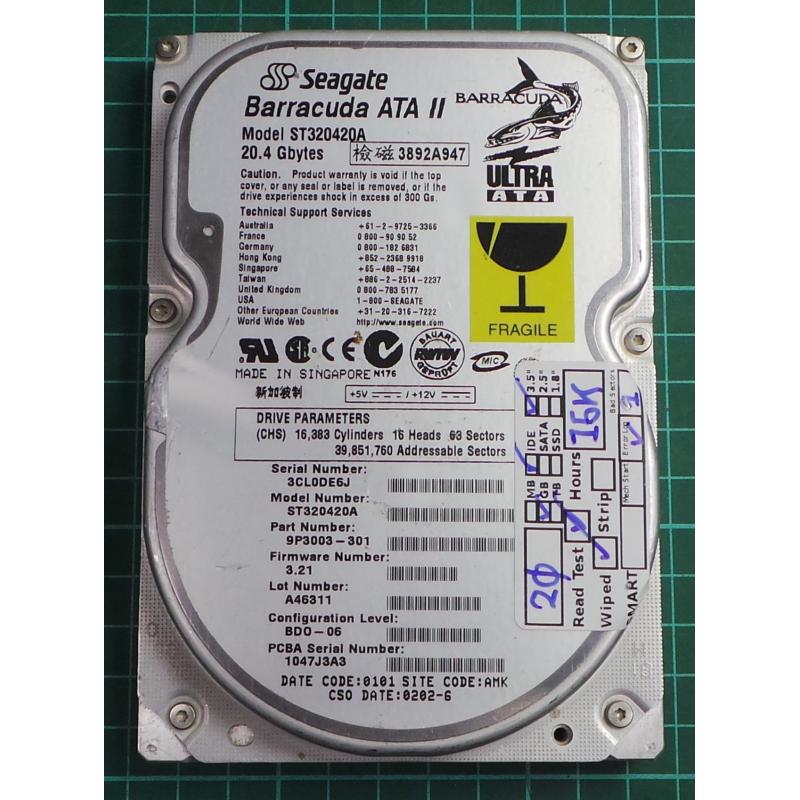 Seagate
Barracuda ATA II
BARRACUDA
Model ST320420A
20.4 Gbytes
檢磁 3892A947
ULTRA
ATA
Caution. Product warranty is void if the top
cover, or any seal or label is removed, or if the
drive experiences shock in excess of 300 Gs.
Technical Support Services
Australia +61-2-9725-3366
France 0 800-90 90 52
Germany 0 800-182 6831
Hong Kong +852-2368 9918
Singapore +65-488-7584
Taiwan +886-2-2514-2237
United Kingdom 0 800-783 5177
USA 1-800-SEAGATE
Other European Countries +31-20-316-7222
World Wide Web http://www.seagate.com
FRAGILE
BAUART
RWTÜV
GEPRÜFT
MIC
MADE IN SINGAPORE N176
新加坡制
+5V /+12V
DRIVE PARAMETERS
(CHS) 16,383 Cylinders 16 Heads 63 Sectors
39,851,760 Addressable Sectors
Serial Number:
3CL0DE6J
Model Number:
ST320420A
Part Number:
9P3003-301
Firmware Number:
3.21
Lot Number:
A46311
Configuration Level:
BDO-06
PCBA Serial Number:
1047J3A3
DATE CODE:0101 SITE CODE:AMK
CSO DATE:0202-6
20 MB IDE 3.5"
GB SATA 2.5"
TB SSD 1.8"
Read Test Hours 16K
Wiped Strip
SMART Mech Start Error Log 1 Bad Sectors